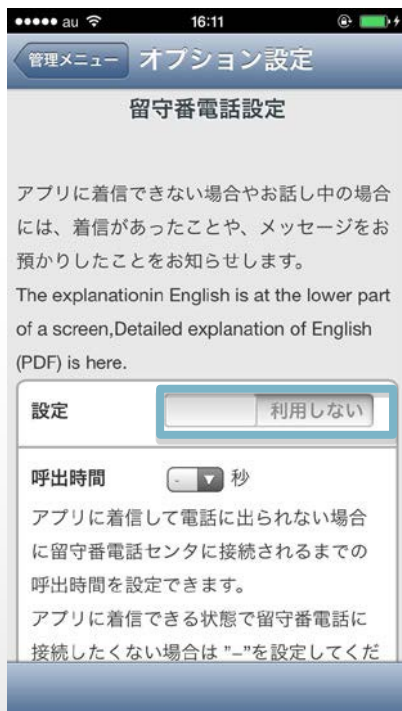 au 16:11
管理メニュー オプション設定
留守番電話設定
アプリに着信できない場合やお話し中の場合
には、着信があったことや、メッセージをお
預かりしたことをお知らせします。
The explanationin English is at the lower part
of a screen,Detailed explanation of English
(PDF) is here.
設定 利用しない
呼出時間 - ▼ 秒
アプリに着信して電話に出られない場合
に留守番電話センタに接続されるまでの
呼出時間を設定できます。
アプリに着信できる状態で留守番電話に
接続したくない場合は "–"を設定してくだ